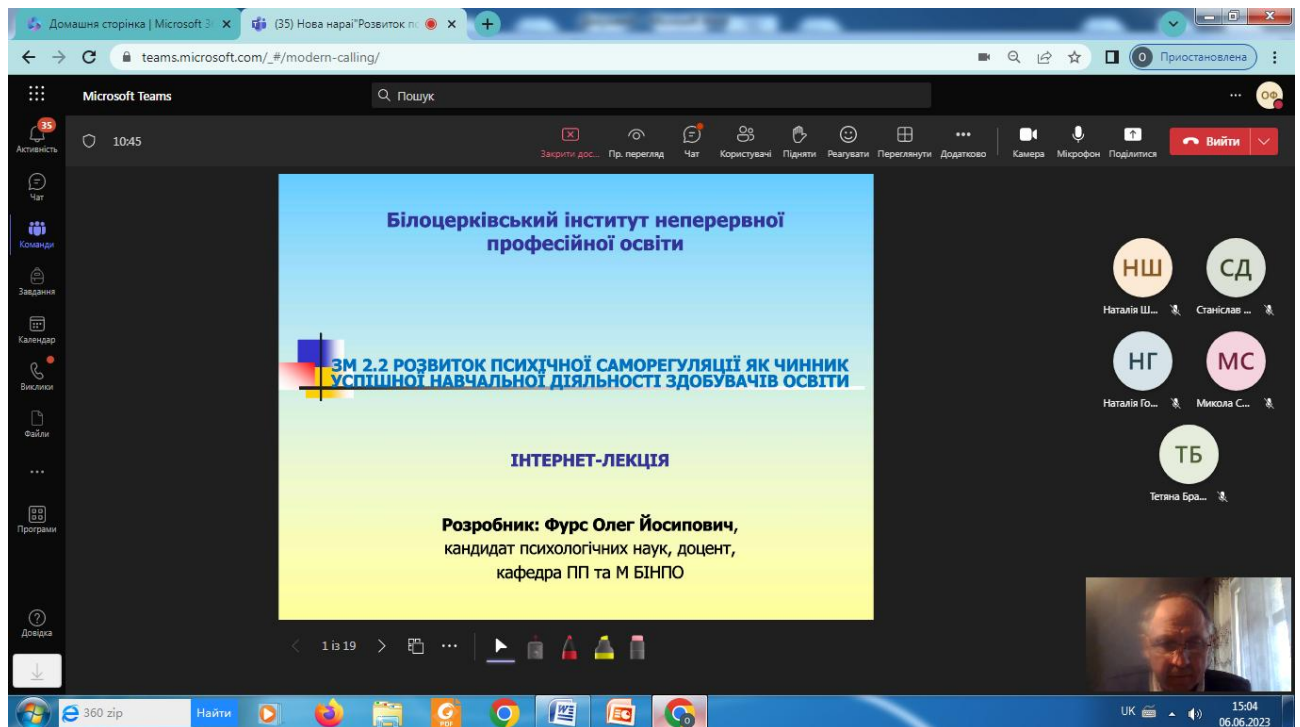 Домашня сторінка | Microsoft 3
(35) Нова нараі"Розвиток по
teams.microsoft.com/_#/modern-calling/
О
Приостановлена
Microsoft Teams
Пошук
ОФ
35
Активність
10:45
Закрити дос...
Пр. перегляд
Чат
Користувачі
Підняти
Реагувати
Переглянути
Додатково
Камера
Мікрофон
Поділитися
Вийти
Чат
Команди
Завдання
Календар
Виклики
Файли
Програми
Довідка
Білоцерківський інститут неперервної
професійної освіти
ЗМ 2.2 РОЗВИТОК ПСИХІЧНОЇ САМОРЕГУЛЯЦІЇ ЯК ЧИННИК
УСПІШНОЇ НАВЧАЛЬНОЇ ДІЯЛЬНОСТІ ЗДОБУВАЧІВ ОСВІТИ
ІНТЕРНЕТ-ЛЕКЦІЯ
Розробник: Фурс Олег Йосипович,
кандидат психологічних наук, доцент,
кафедра ПП та М БІНПО
НШ
Наталія Ш...
СД
Станіслав ...
НГ
Наталія Го...
МС
Микола С...
ТБ
Тетяна Бра...
1 із 19
360 zip
Найти
PDF
UK
15:04
06.06.2023